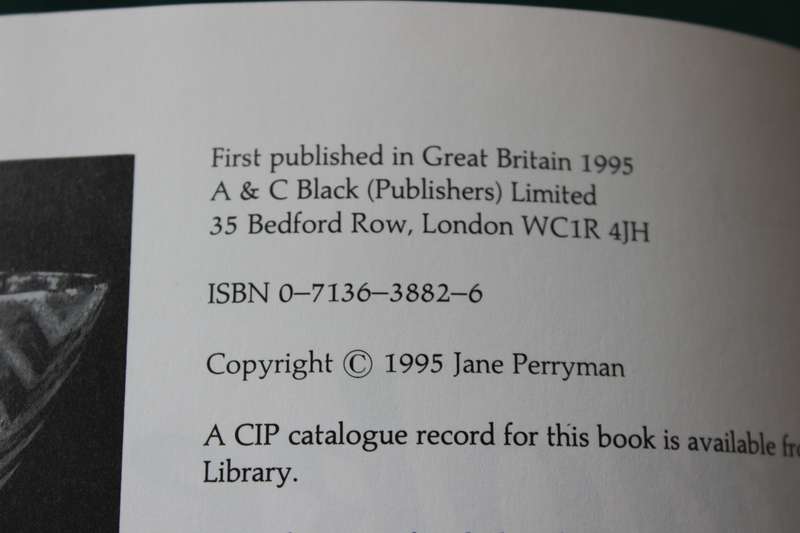 First published in Great Britain 1995
A & C Black (Publishers) Limited
35 Bedford Row, London WC1R 4JH
ISBN 0–7136–3882–6
Copyright © 1995 Jane Perryman
A CIP catalogue record for this book is available
Library.